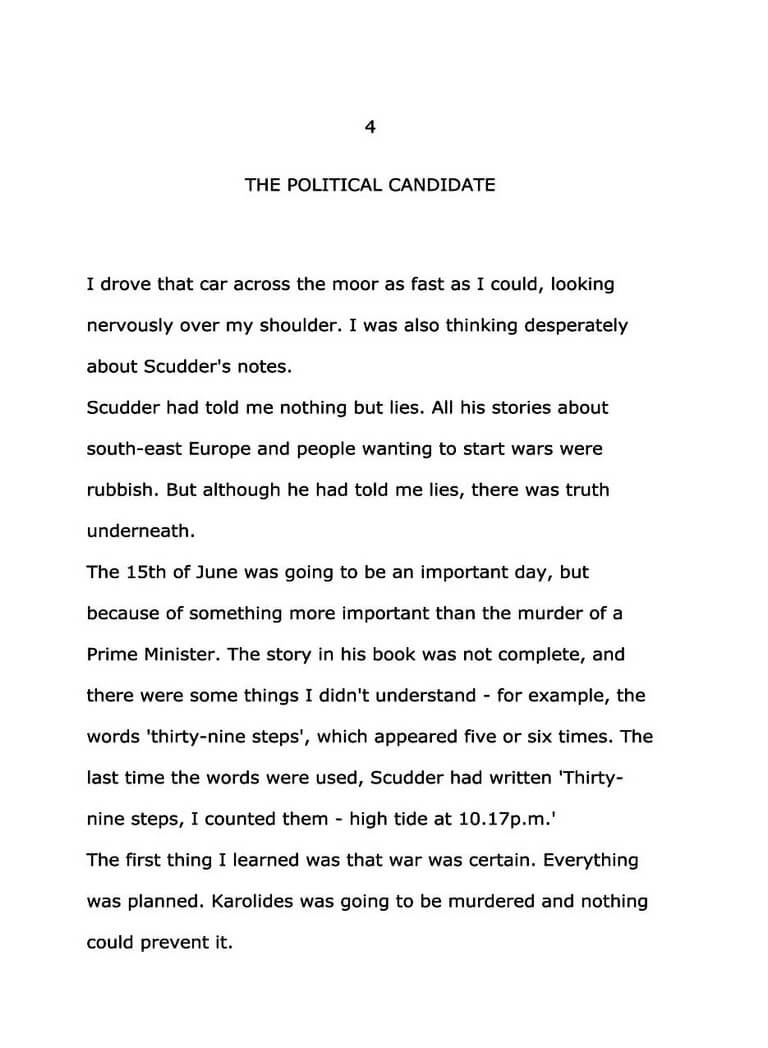 4
THE POLITICAL CANDIDATE
I drove that car across the moor as fast as I could, looking
nervously over my shoulder. I was also thinking desperately
about Scudder's notes.
Scudder had told me nothing but lies. All his stories about
south-east Europe and people wanting to start wars were
rubbish. But although he had told me lies, there was truth
underneath.
The 15th of June was going to be an important day, but
because of something more important than the murder of a
Prime Minister. The story in his book was not complete, and
there were some things I didn't understand - for example, the
words 'thirty-nine steps', which appeared five or six times. The
last time the words were used, Scudder had written 'Thirty-
nine steps, I counted them - high tide at 10.17p.m.'
The first thing I learned was that war was certain. Everything
was planned. Karolides was going to be murdered and nothing
could prevent it.